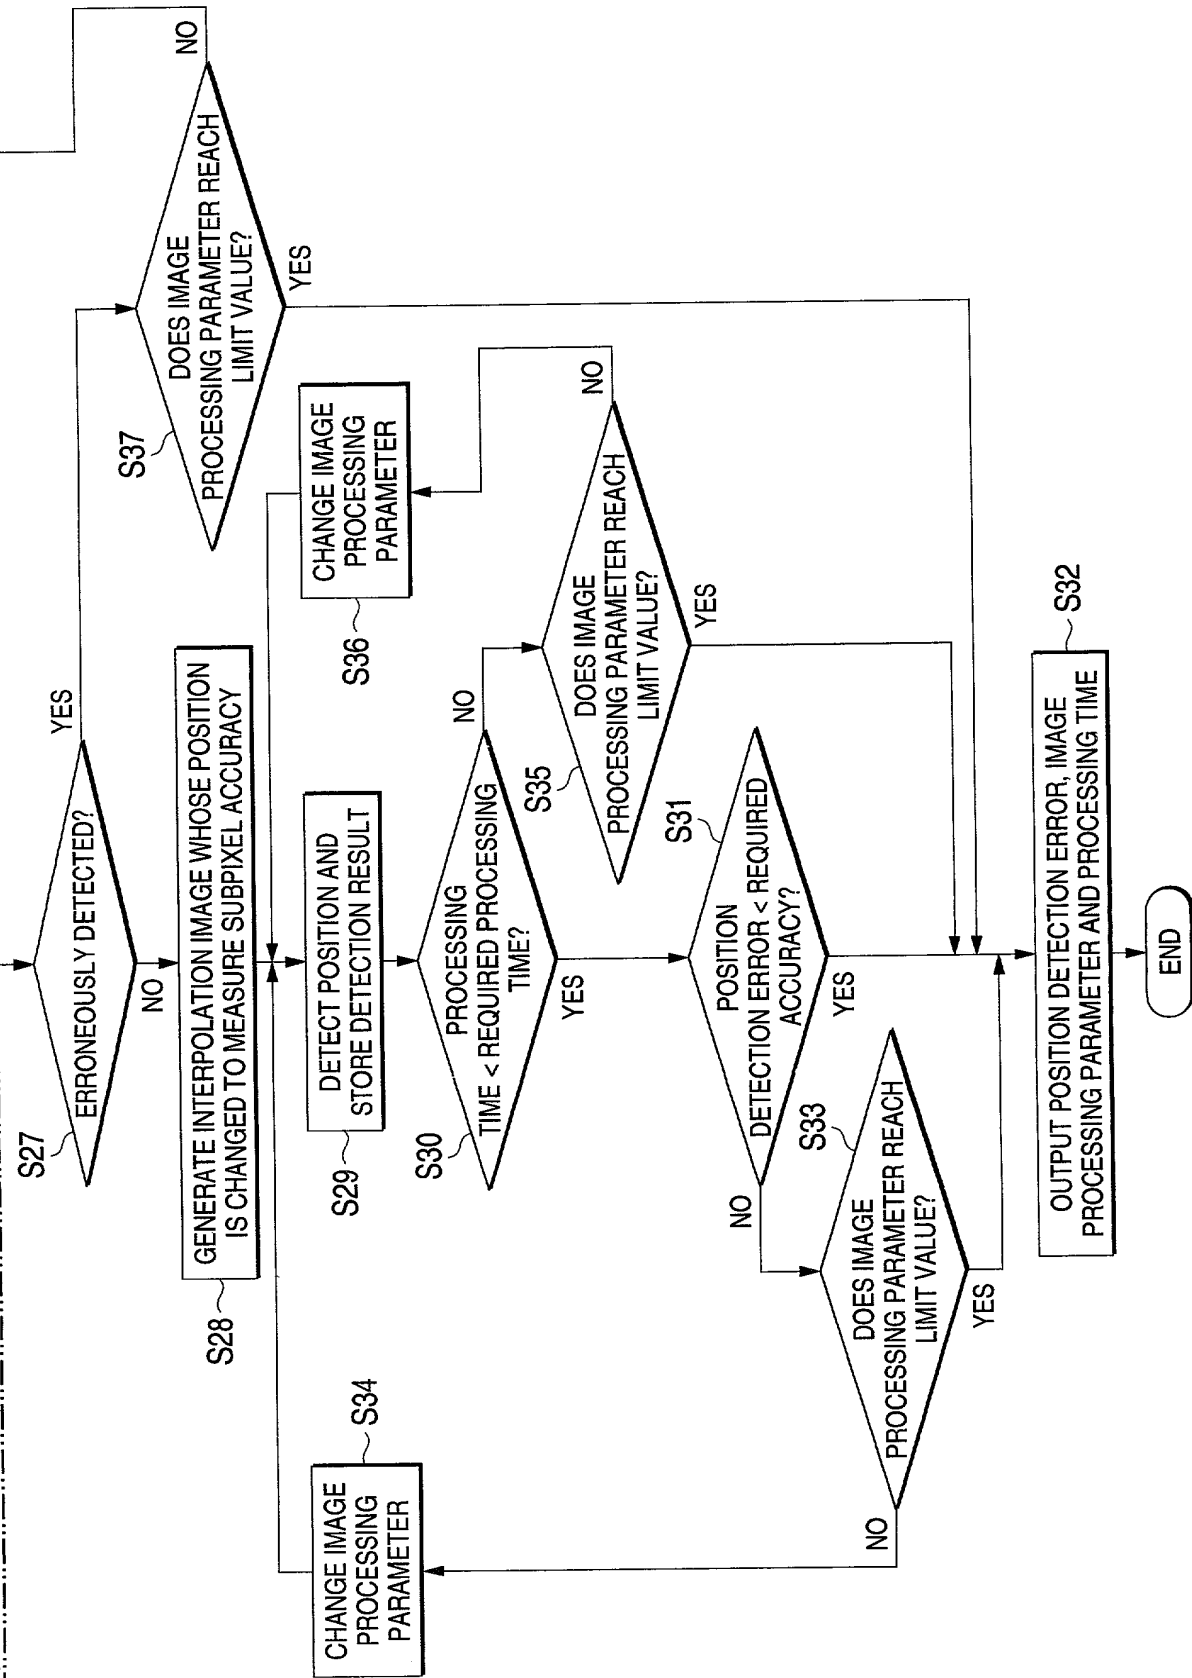 S27
ERRONEOUSLY DETECTED?
YES
NO
S28
GENERATE INTERPOLATION IMAGE WHOSE POSITION
IS CHANGED TO MEASURE SUBPIXEL ACCURACY
S29
DETECT POSITION AND
STORE DETECTION RESULT
S30
PROCESSING
TIME < REQUIRED PROCESSING
TIME?
NO
YES
S31
POSITION
DETECTION ERROR < REQUIRED
ACCURACY?
NO
YES
S33
DOES IMAGE
PROCESSING PARAMETER REACH
LIMIT VALUE?
NO
YES
S34
CHANGE IMAGE
PROCESSING
PARAMETER
S35
DOES IMAGE
PROCESSING PARAMETER REACH
LIMIT VALUE?
NO
YES
S36
CHANGE IMAGE
PROCESSING
PARAMETER
S37
DOES IMAGE
PROCESSING PARAMETER REACH
LIMIT VALUE?
NO
YES
S32
OUTPUT POSITION DETECTION ERROR, IMAGE
PROCESSING PARAMETER AND PROCESSING TIME
END